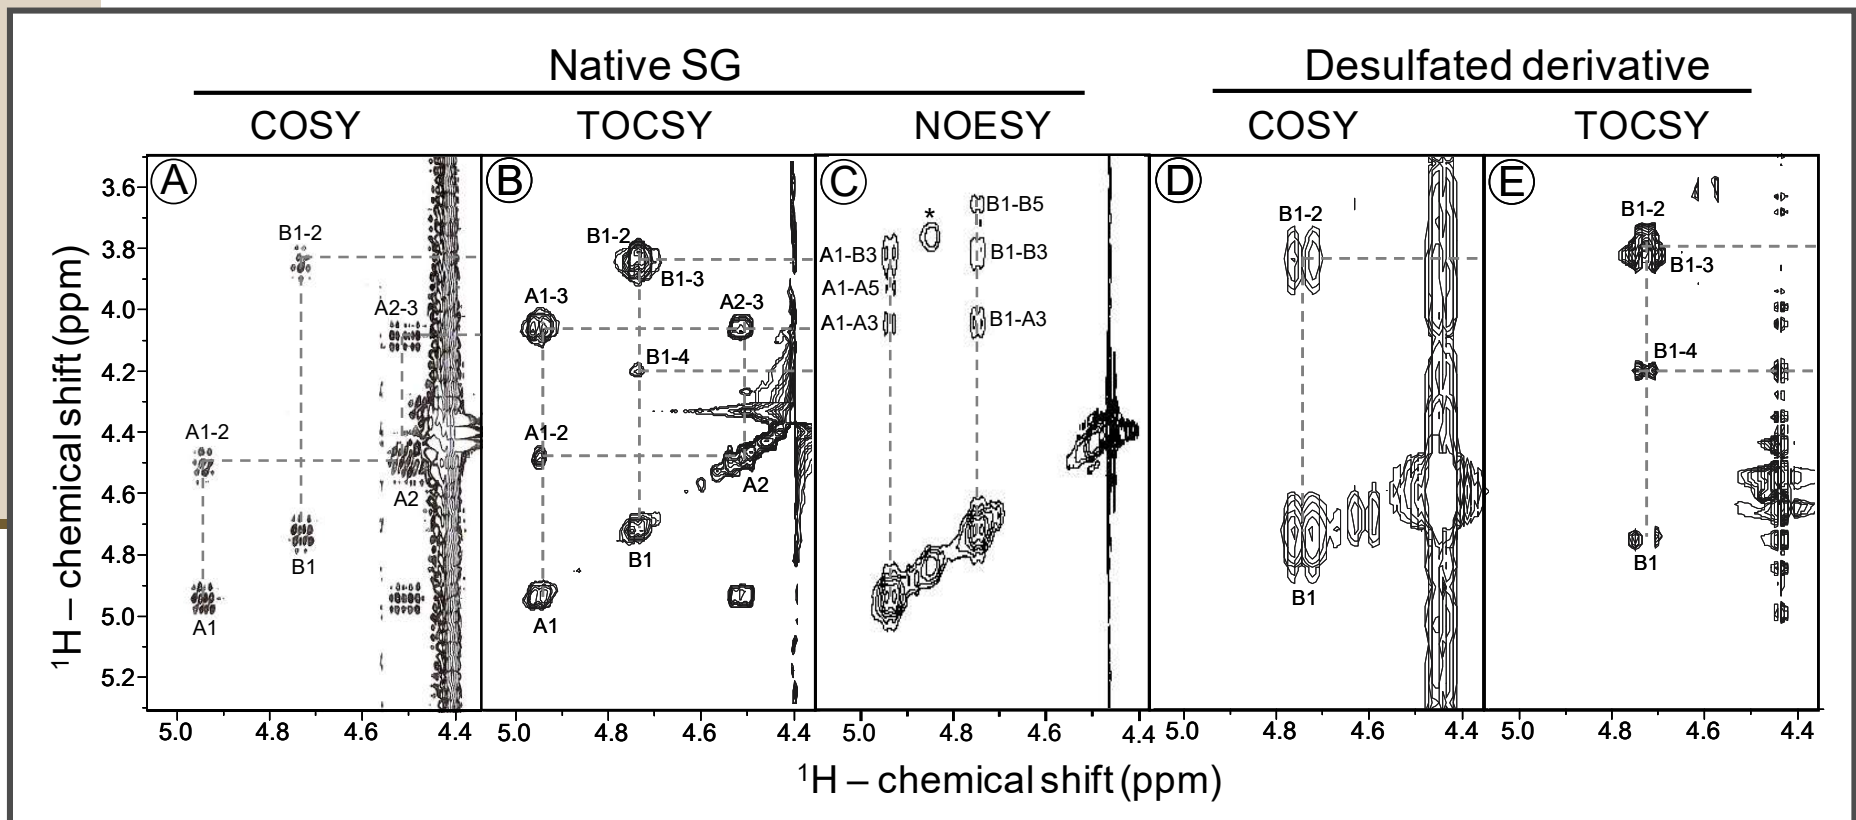 Native SG
Desulfated derivative
COSY
TOCSY
NOESY
COSY
TOCSY
A
B
C
D
E
3.6
3.8
4.0
4.2
4.4
4.6
4.8
5.0
5.2
¹H – chemical shift (ppm)
B1-2
A2-3
A1-2
A2
B1
A1
B1-2
B1-3
A1-3
A2-3
B1-4
A1-2
A2
B1
A1
B1-B5
*
A1-B3
B1-B3
A1-A5
A1-A3
B1-A3
B1-2
B1
B1-2
B1-3
B1-4
B1
5.0 4.8 4.6 4.4
5.0 4.8 4.6 4.4
5.0 4.8 4.6 4.4
5.0 4.8 4.6 4.4
5.0 4.8 4.6 4.4
¹H – chemical shift (ppm)